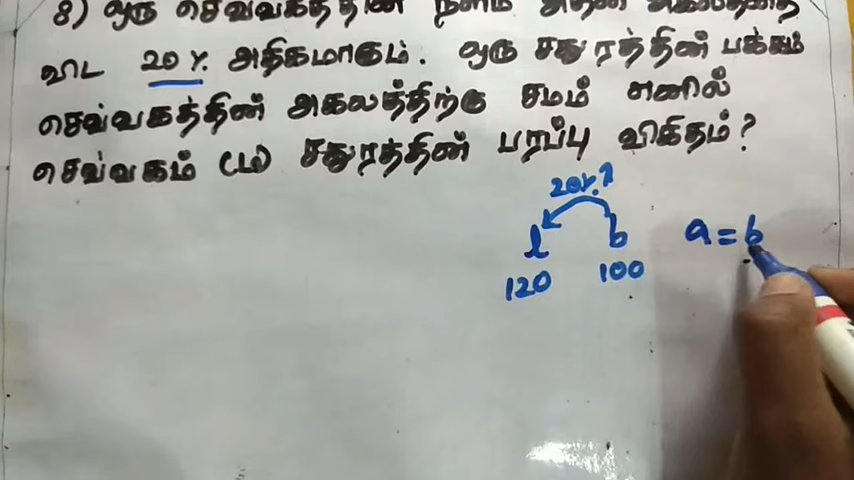 8) ஒரு செவ்வகத்தின் நீளம் அதன் அகலத்தை
விட 20%. அதிகமாகும். ஒரு சதுரத்தின் பக்கம்
செவ்வகத்தின் அகலத்திற்கு சமம் எனில்
செவ்வகம் (ம) சதுரத்தின் பரப்பு விகிதம்?
20%.↑
l b a = b
120 100